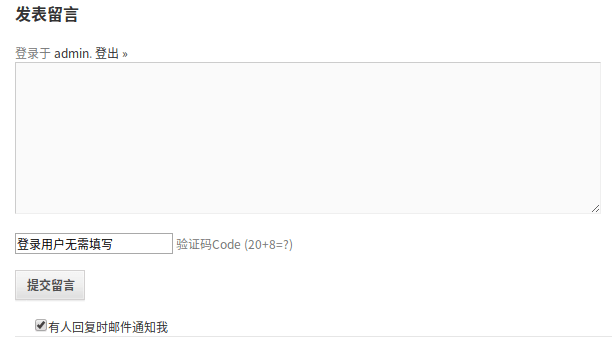 发表留言
登录于 admin. 登出 »
登录用户无需填写 验证码Code (20+8=?)
提交留言
有人回复时邮件通知我